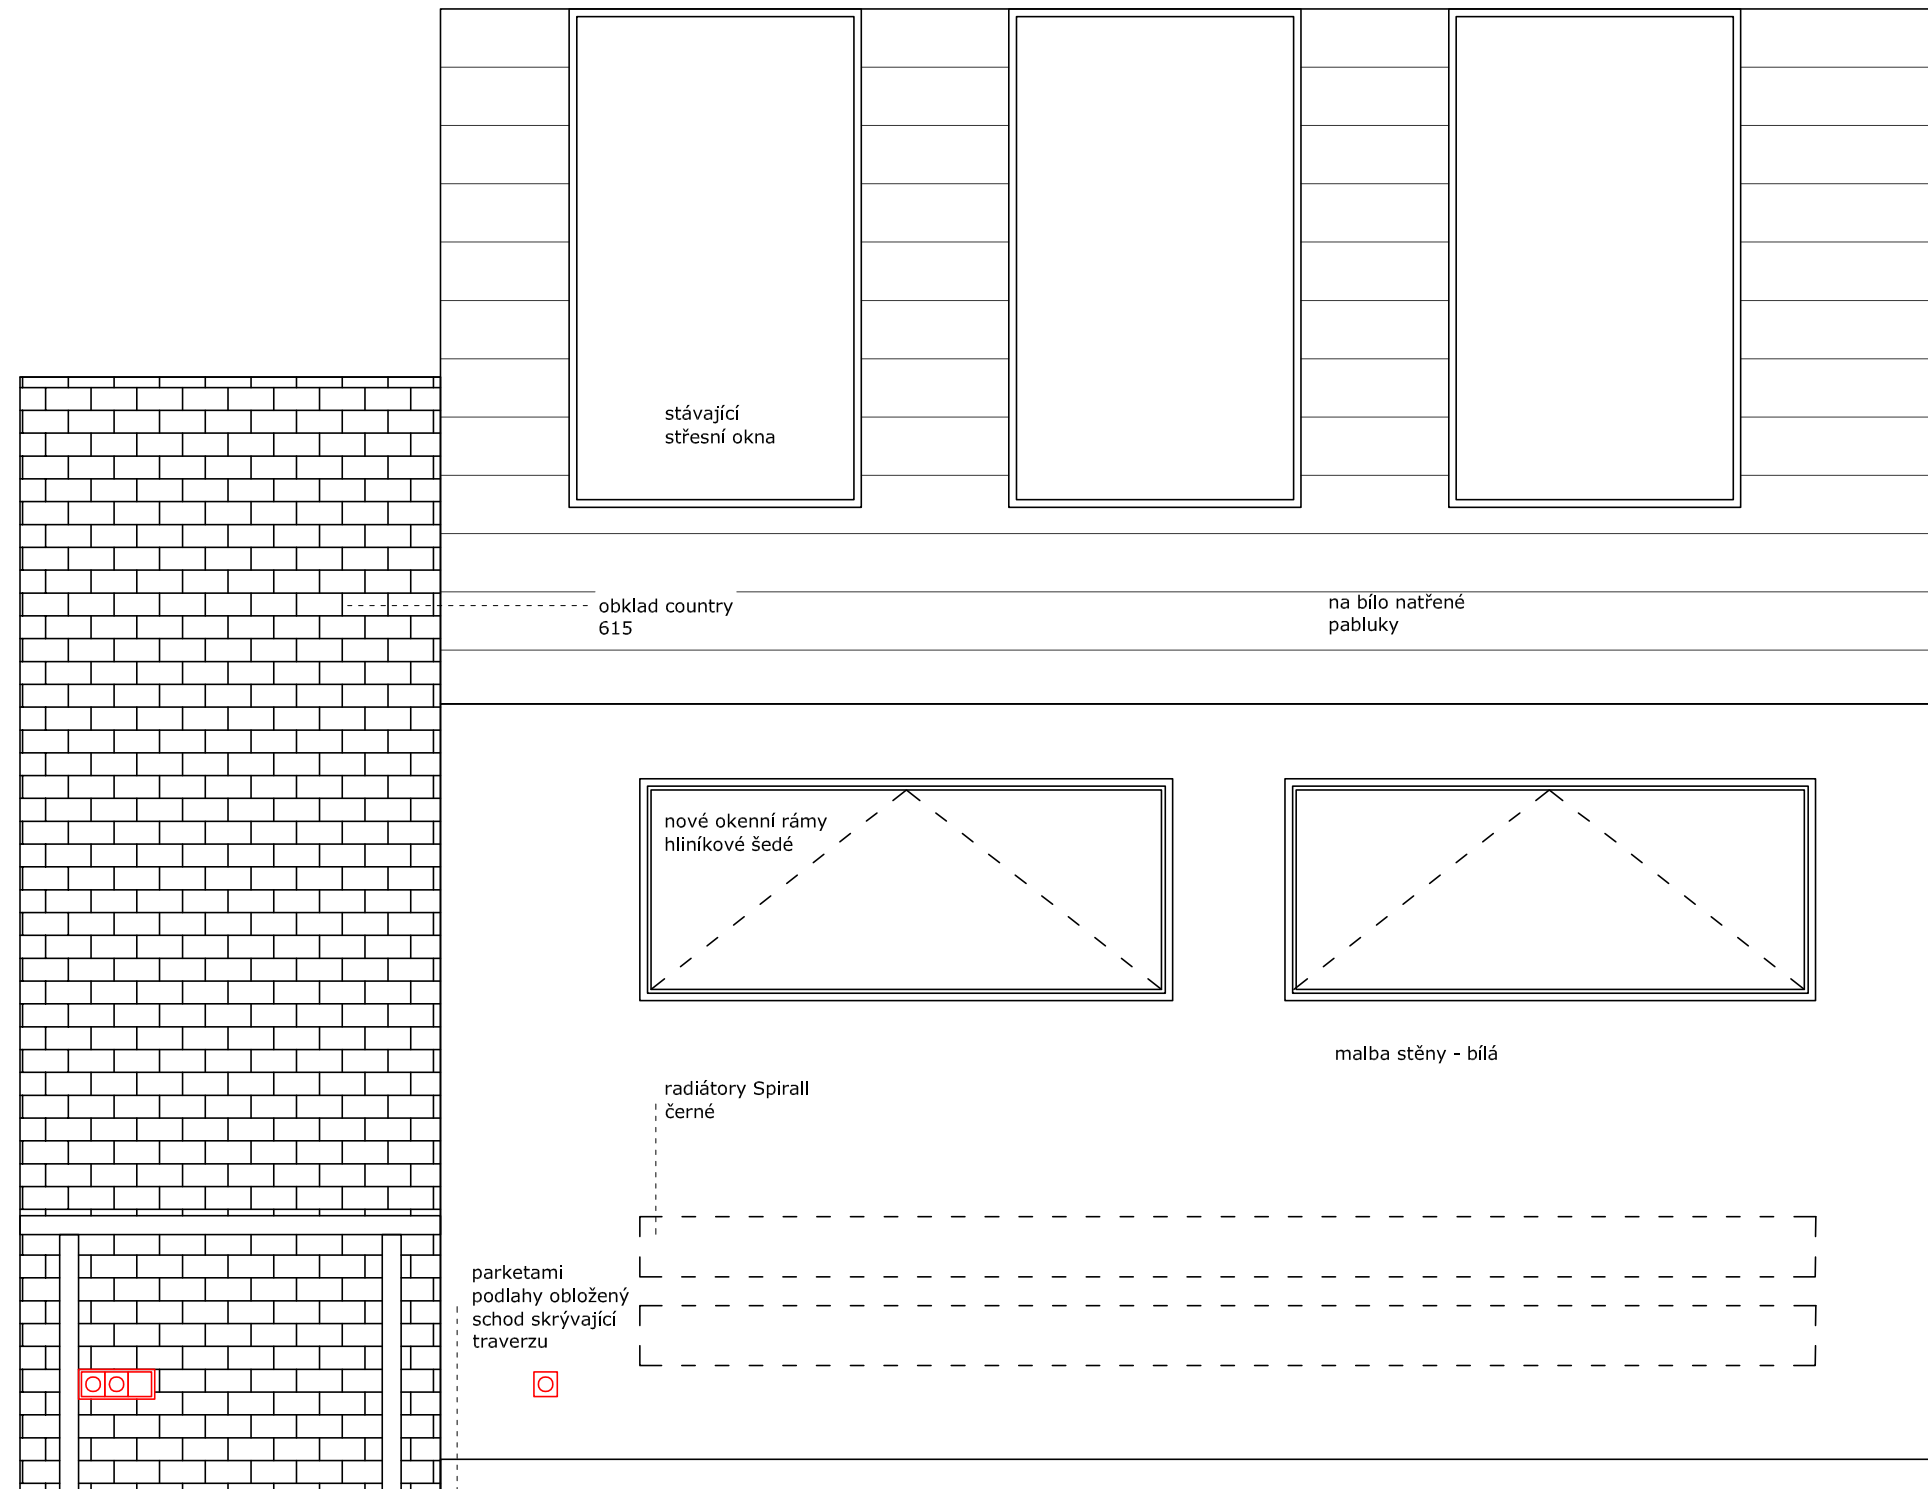 stávající
střesní okna
obklad country
615
na bílo natřené
pabluky
nové okenní rámy
hliníkové šedé
malba stěny - bílá
radiátory Spirall
černé
parketami
podlahy obložený
schod skrývající
traverzu